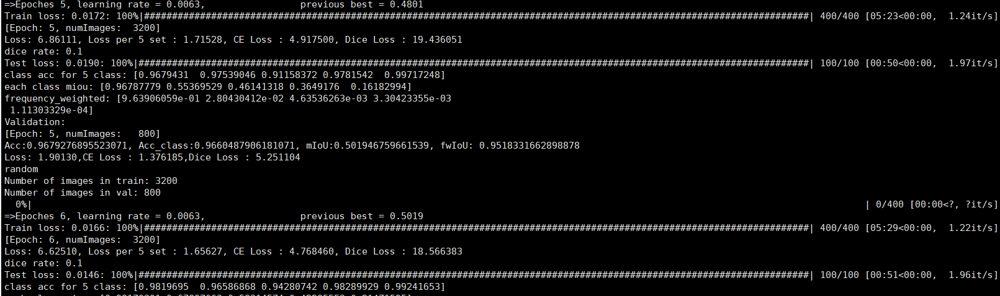 =>Epoches 5, learning rate = 0.0063,                previous best = 0.4801
Train loss: 0.0172: 100%|##########| 400/400 [05:23<00:00,  1.24it/s]
[Epoch: 5, numImages:  3200]
Loss: 6.86111, Loss per 5 set : 1.71528, CE Loss : 4.917500, Dice Loss : 19.436051
dice rate: 0.1
Test loss: 0.0190: 100%|##########| 100/100 [00:50<00:00,  1.97it/s]
class acc for 5 class: [0.9679431  0.97539046 0.91158372 0.9781542  0.99717248]
each class miou: [0.96787779 0.55369529 0.46141318 0.3649176  0.16182994]
frequency_weighted: [9.63906059e-01 2.80430412e-02 4.63536263e-03 3.30423355e-03
 1.11303329e-04]
Validation:
[Epoch: 5, numImages:   800]
Acc:0.9679276895523071, Acc_class:0.9660487906181071, mIoU:0.501946759661539, fwIoU: 0.9518331662898878
Loss: 1.90130,CE Loss : 1.376185,Dice Loss : 5.251104
random
Number of images in train: 3200
Number of images in val: 800
  0%|          | 0/400 [00:00<?, ?it/s]
=>Epoches 6, learning rate = 0.0063,                previous best = 0.5019
Train loss: 0.0166: 100%|##########| 400/400 [05:29<00:00,  1.22it/s]
[Epoch: 6, numImages:  3200]
Loss: 6.62510, Loss per 5 set : 1.65627, CE Loss : 4.768460, Dice Loss : 18.566383
dice rate: 0.1
Test loss: 0.0146: 100%|##########| 100/100 [00:51<00:00,  1.96it/s]
class acc for 5 class: [0.9819695  0.96586868 0.94280742 0.98289929 0.99241653]